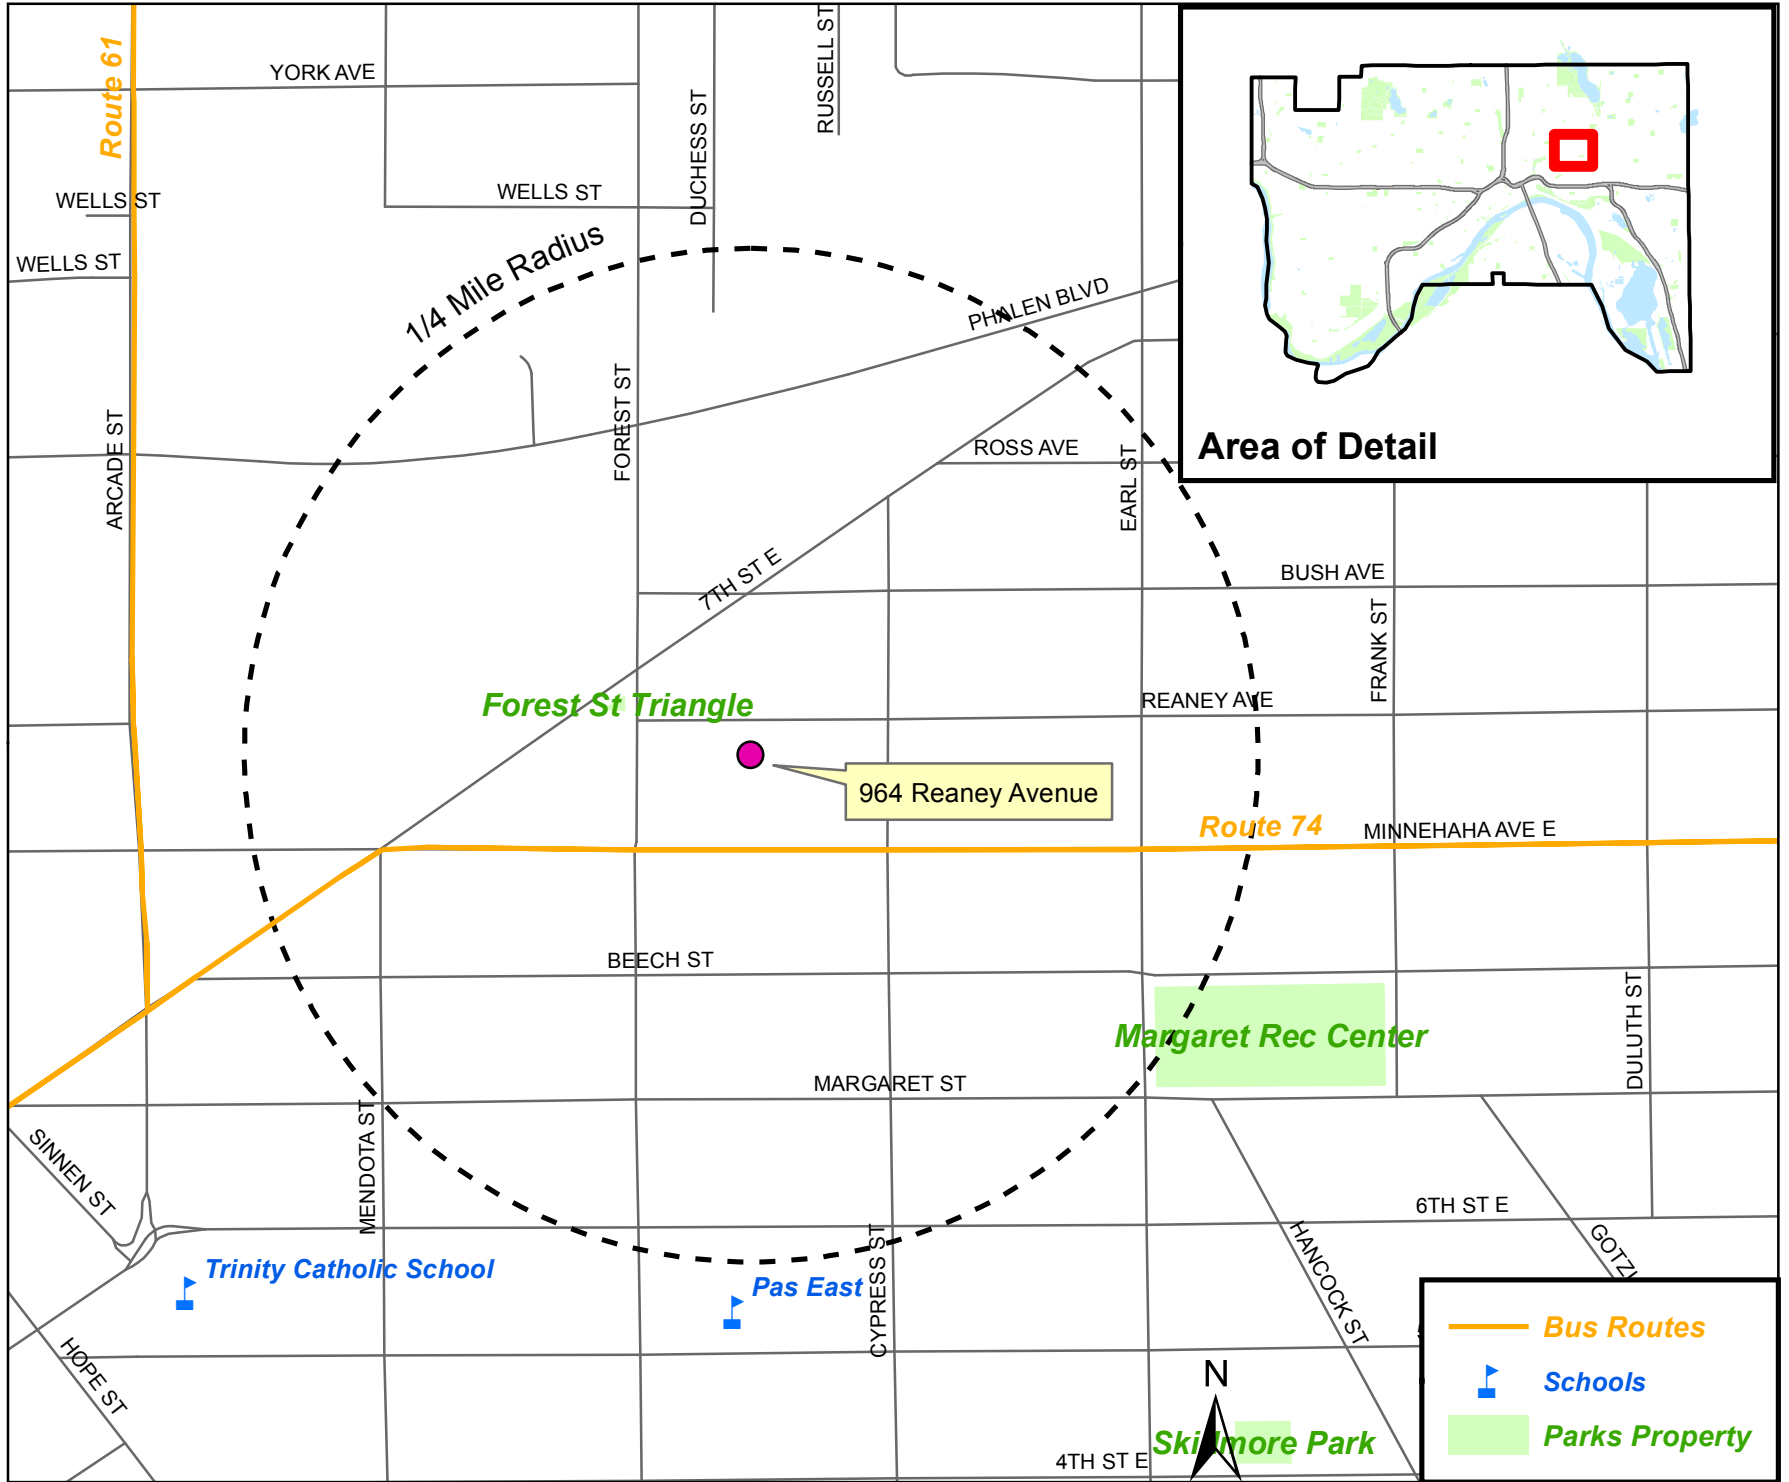 Route 61
YORK AVE
DUCHESS ST
RUSSELL ST
WELLS ST
WELLS ST
WELLS ST
1/4 Mile Radius
PHALEN BLVD
Area of Detail
ARCADE ST
FOREST ST
ROSS AVE
EARL ST
7TH ST E
BUSH AVE
FRANK ST
Forest St Triangle
REANEY AVE
964 Reaney Avenue
Route 74
MINNEHAHA AVE E
BEECH ST
Margaret Rec Center
DULUTH ST
MARGARET ST
SINNEN ST
MENDOTA ST
6TH ST E
CYPRESS ST
HANCOCK ST
Trinity Catholic School
Pas East
HOPE ST
N
Skidmore Park
4TH ST E
Bus Routes
Schools
Parks Property